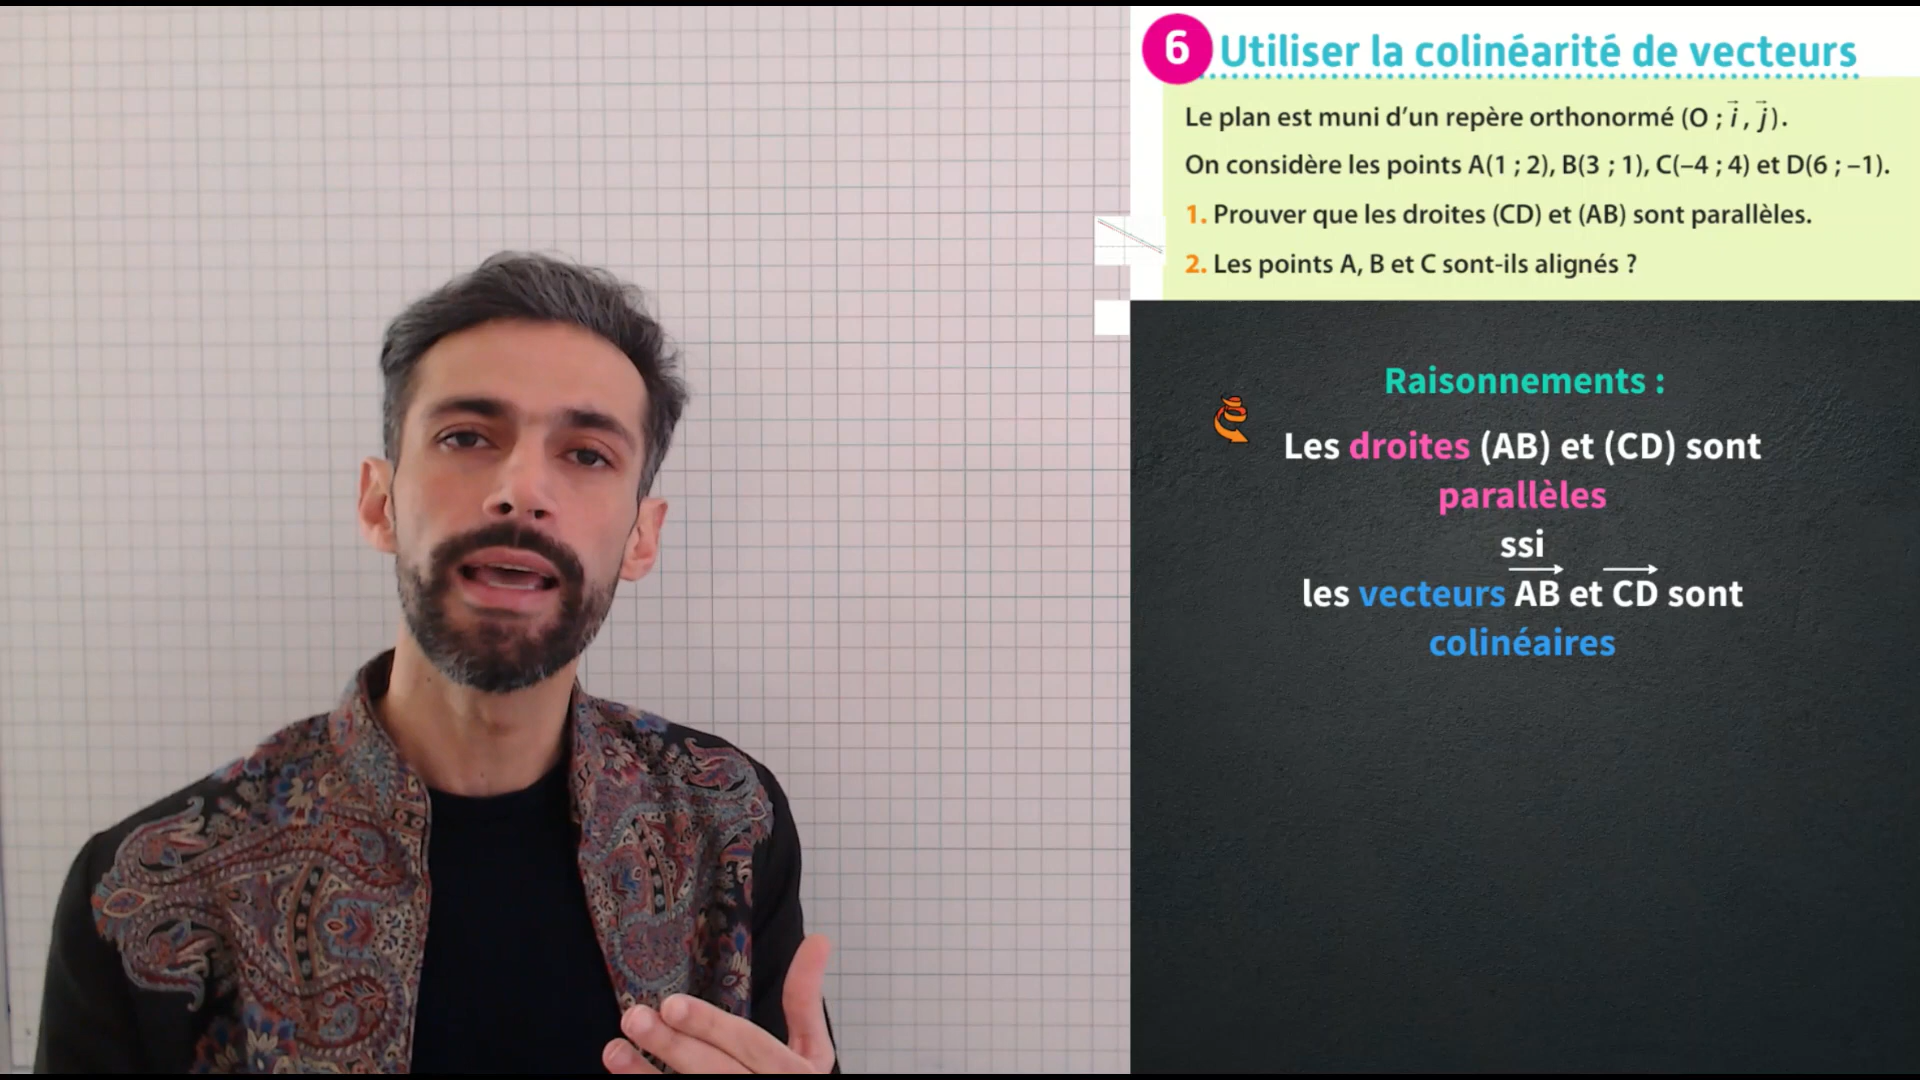 6 Utiliser la colinéarité de vecteurs
Le plan est muni d’un repère orthonormé (O ; i⃗ , j⃗ ).
On considère les points A(1 ; 2), B(3 ; 1), C(–4 ; 4) et D(6 ; –1).
1. Prouver que les droites (CD) et (AB) sont parallèles.
2. Les points A, B et C sont-ils alignés ?
Raisonnements :
Les droites (AB) et (CD) sont
parallèles
ssi
les vecteurs AB et CD sont
colinéaires